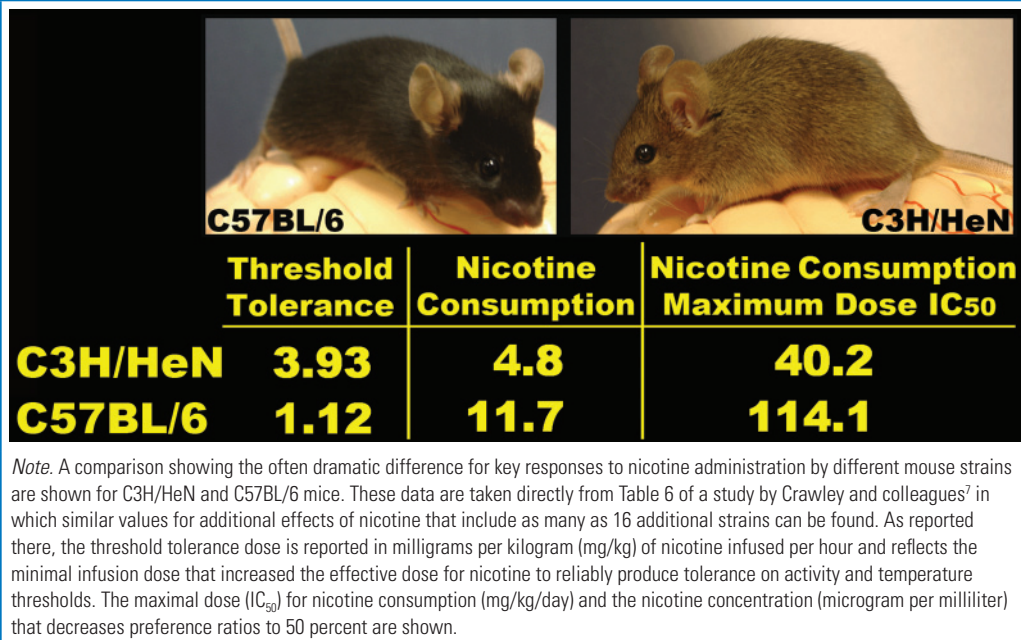 C57BL/6
C3H/HeN
Threshold Tolerance
Nicotine Consumption
Nicotine Consumption Maximum Dose IC50
C3H/HeN 3.93 4.8 40.2
C57BL/6 1.12 11.7 114.1
Note. A comparison showing the often dramatic difference for key responses to nicotine administration by different mouse strains
are shown for C3H/HeN and C57BL/6 mice. These data are taken directly from Table 6 of a study by Crawley and colleagues⁷ in
which similar values for additional effects of nicotine that include as many as 16 additional strains can be found. As reported
there, the threshold tolerance dose is reported in milligrams per kilogram (mg/kg) of nicotine infused per hour and reflects the
minimal infusion dose that increased the effective dose for nicotine to reliably produce tolerance on activity and temperature
thresholds. The maximal dose (IC₅₀) for nicotine consumption (mg/kg/day) and the nicotine concentration (microgram per milliliter)
that decreases preference ratios to 50 percent are shown.